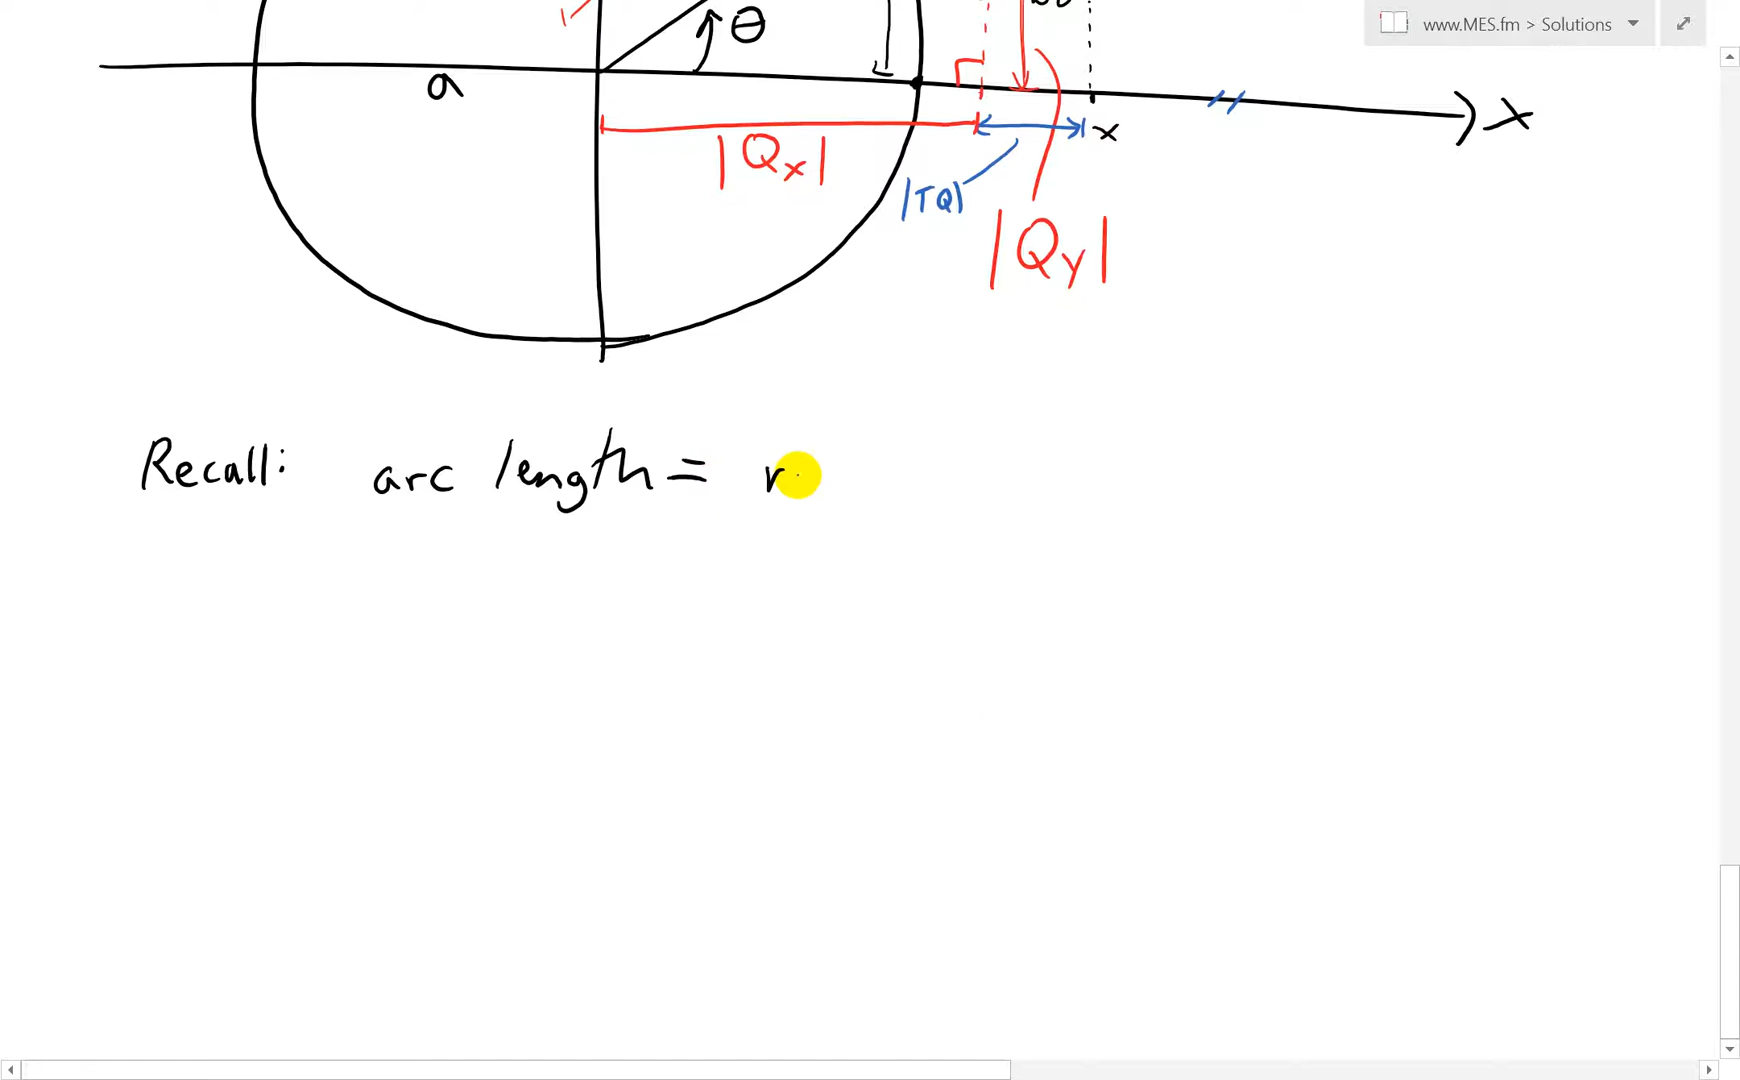 www.MES.fm > Solutions
θ
a
x
x
|Qx|
|TQ|
|Qy|
Recall: arc length = r